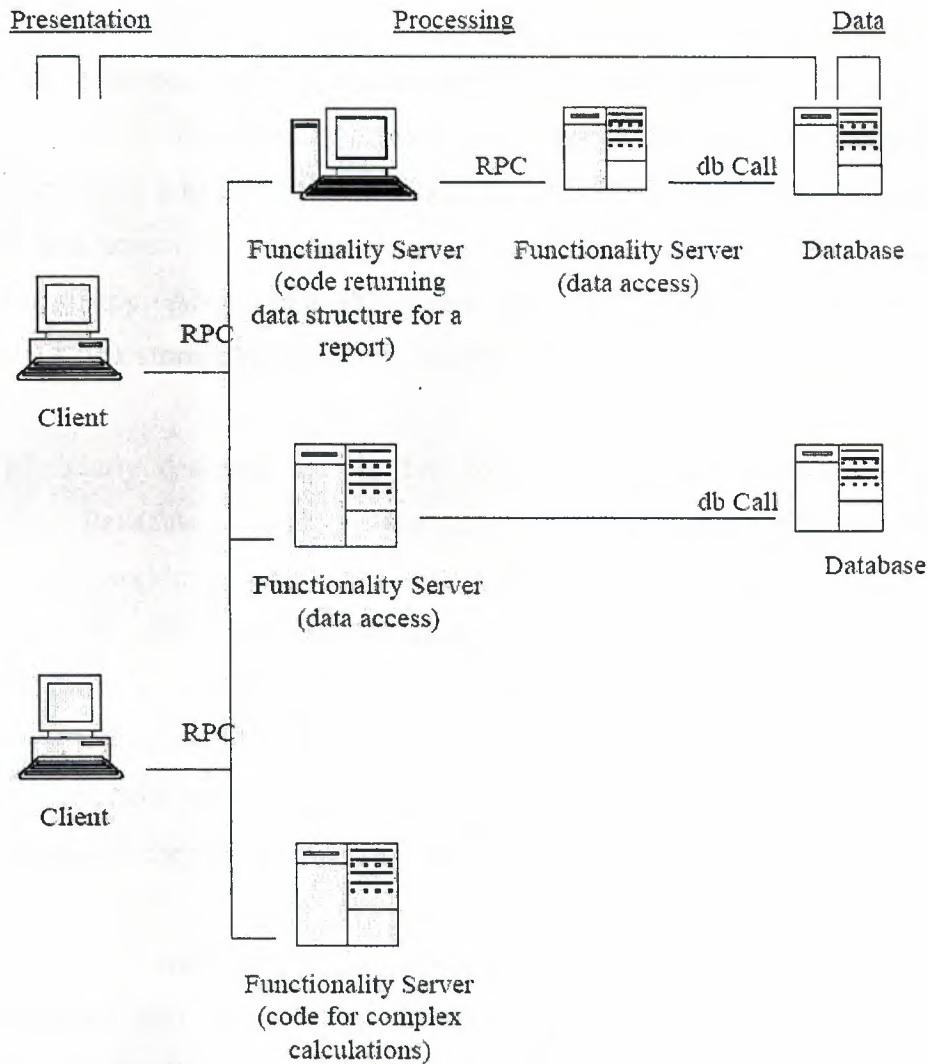 Presentation
Processing
Data
RPC
db Call
Functinality Server
(code returning
data structure for a
report)
Functionality Server
(data access)
Database
RPC
Client
db Call
Functionality Server
(data access)
Database
RPC
Client
Functionality Server
(code for complex
calculations)